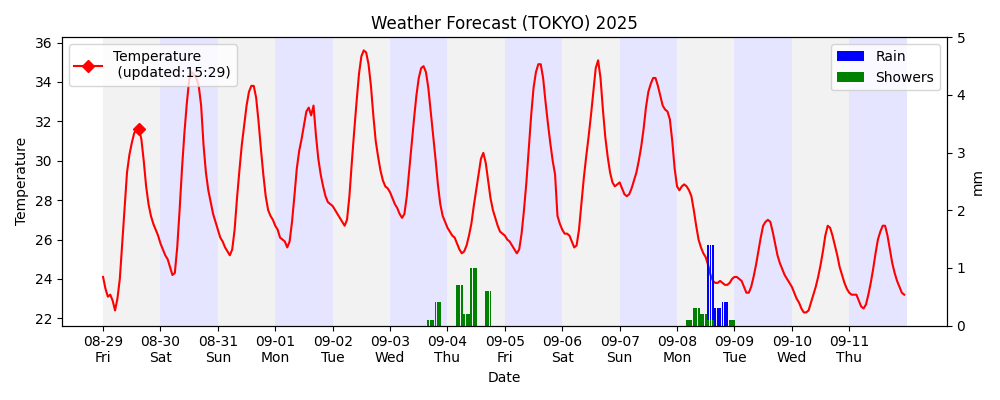 Weather Forecast (TOKYO) 2025
Temperature
(updated:15:29)
Rain
Showers
36
34
32
30
28
26
24
22
Temperature
5
4
3
2
1
0
mm
08-29 08-30 08-31 09-01 09-02 09-03 09-04 09-05 09-06 09-07 09-08 09-09 09-10 09-11
Fri Sat Sun Mon Tue Wed Thu Fri Sat Sun Mon Tue Wed Thu
Date